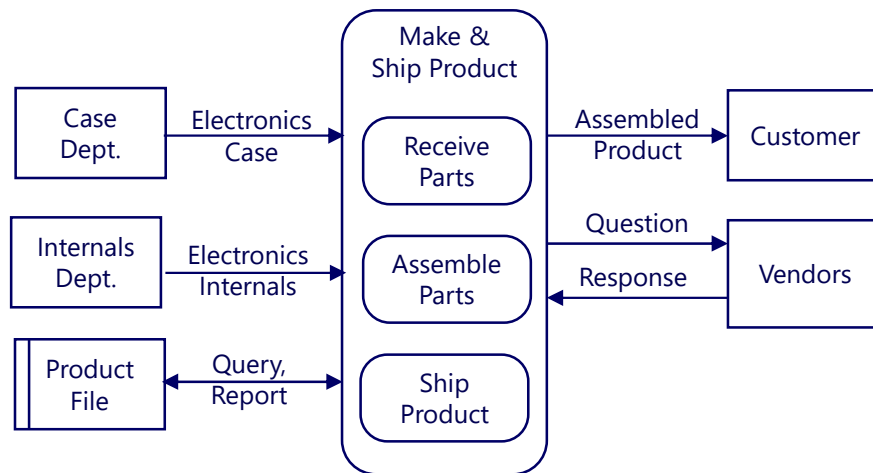 Make &
Ship Product
Case
Dept.
Electronics
Case
Receive
Parts
Assembled
Product
Customer
Internals
Dept.
Electronics
Internals
Assemble
Parts
Question
Response
Vendors
Product
File
Query,
Report
Ship
Product